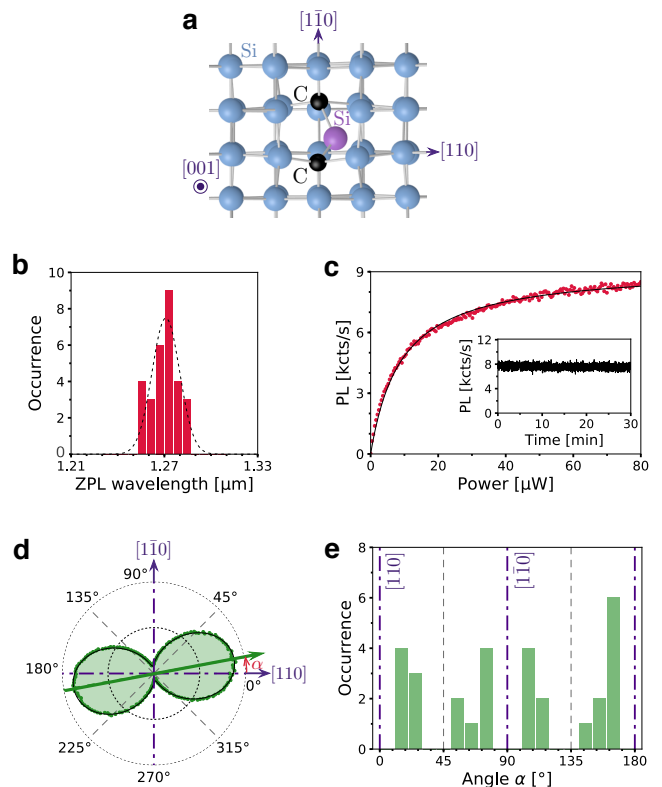 a
[11̄0]
Si
C
Si
[110]
C
[001]
b
10
8
6
4
2
0
Occurrence
1.21
1.27
1.33
ZPL wavelength [μm]
c
9
6
3
0
PL [kcts/s]
12
8
4
0
PL [kcts/s]
0
10
20
30
Time [min]
0
20
40
60
80
Power [μW]
d
[11̄0]
90°
135°
45°
180°
α
[110]
0°
225°
315°
270°
e
8
6
4
2
0
Occurrence
[110]
[11̄0]
0
45
90
135
180
Angle α [°]